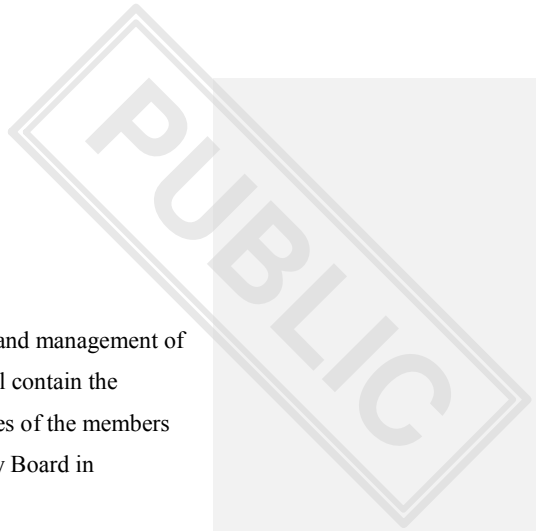 PUBLIC
and management of
l contain the
es of the members
y Board in